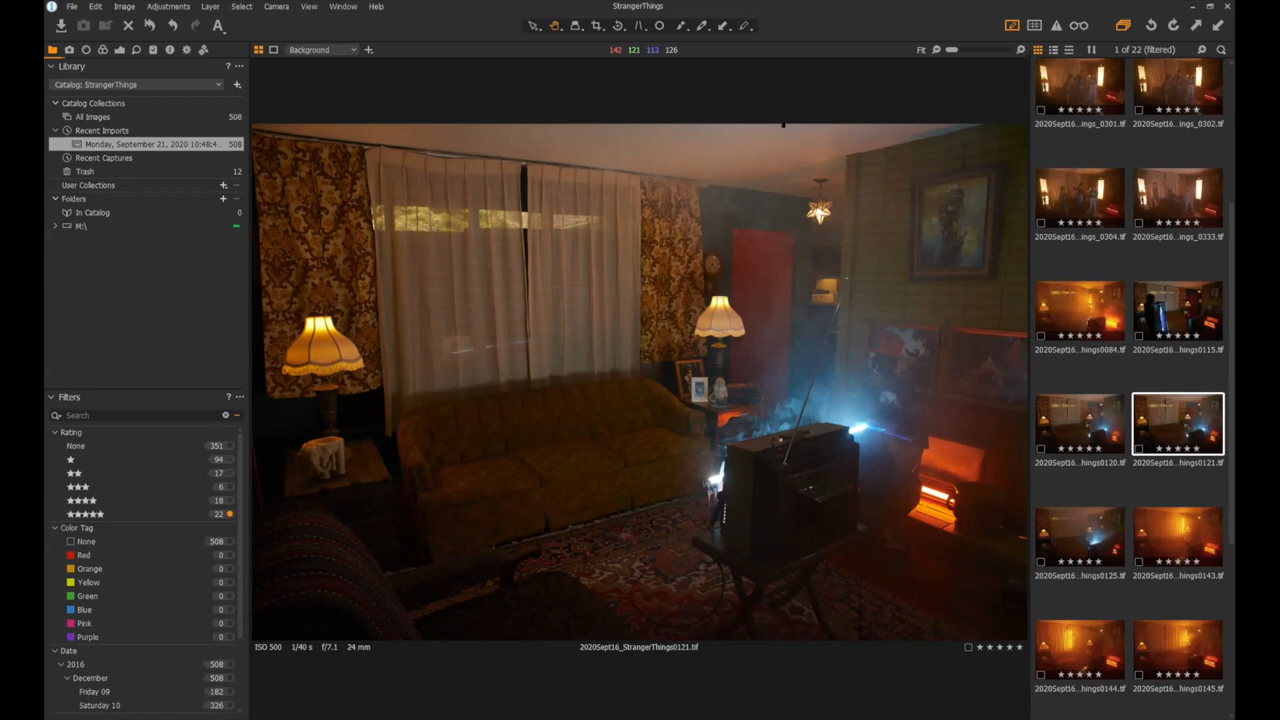 File Edit Image Adjustments Layer Select Camera View Window Help
StrangerThings
Background
142 121 113 126
Fit
1 of 22 (filtered)
Library
?
Catalog: StrangerThings
Catalog Collections
All Images 508
Recent Imports
Monday, September 21, 2020 10:48:4... 508
Recent Captures
Trash 12
User Collections
Folders
In Catalog 0
M:\
Filters
?
Search
Rating
None 351
★ 94
★★ 17
★★★ 6
★★★★ 18
★★★★★ 22
Color Tag
None 508
Red 0
Orange 0
Yellow 0
Green 0
Blue 0
Pink 0
Purple 0
Date
2016 508
December 508
Friday 09 182
Saturday 10 326
ISO 500 1/40 s f/7.1 24 mm
2020Sept16_StrangerThings0121.tif
★★★★★
★★★★★ ★★★★★
2020Sept16...ings_0301.tif 2020Sept16...ings_0302.tif
★★★★★ ★★★★★
2020Sept16...ings_0304.tif 2020Sept16...ings_0333.tif
★★★★★ ★★★★★
2020Sept16...hings0084.tif 2020Sept16...hings0115.tif
★★★★★ ★★★★★
2020Sept16...hings0120.tif 2020Sept16...hings0121.tif
★★★★★ ★★★★★
2020Sept16...hings0125.tif 2020Sept16...hings0143.tif
★★★★★ ★★★★★
2020Sept16...hings0144.tif 2020Sept16...hings0145.tif